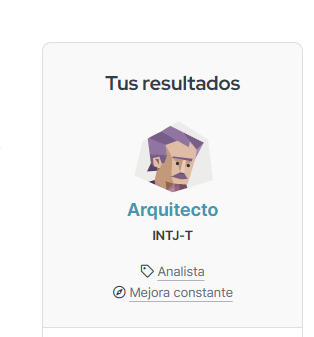 Tus resultados
Arquitecto
INTJ-T
Analista
Mejora constante